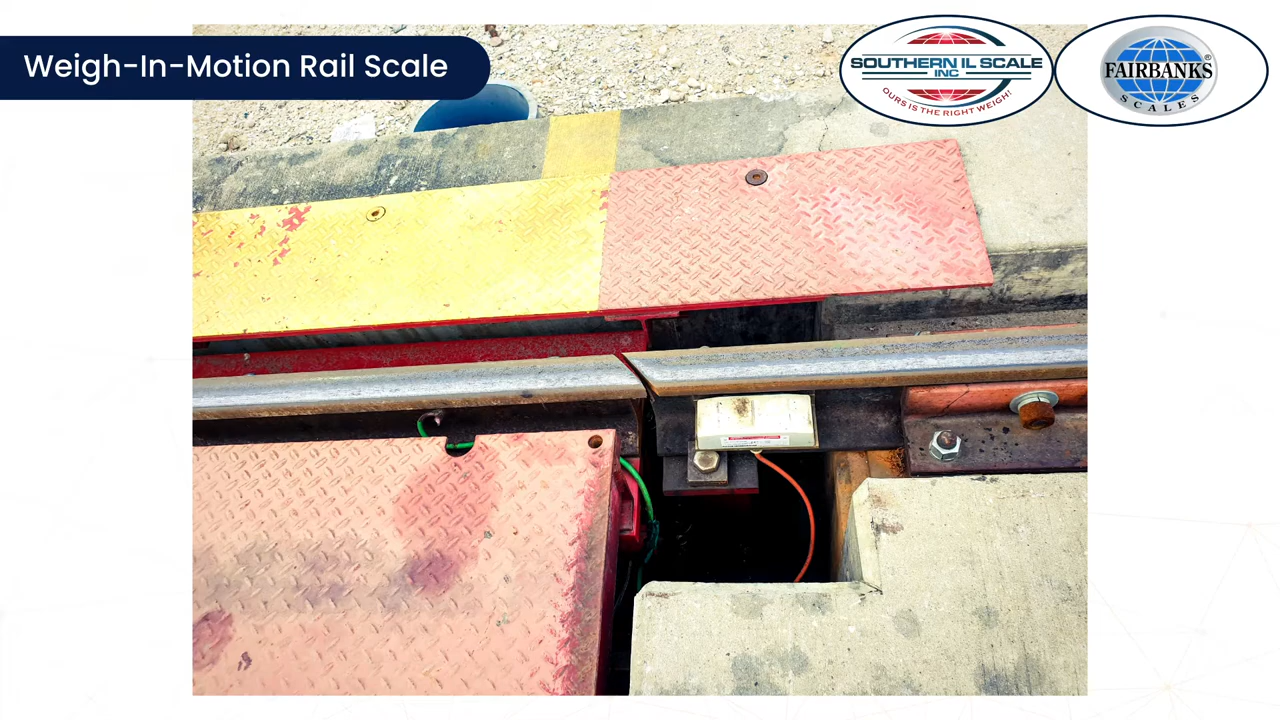 Weigh-In-Motion Rail Scale
SOUTHERN IL SCALE
INC
OURS IS THE RIGHT WEIGH!
FAIRBANKS®
SCALES